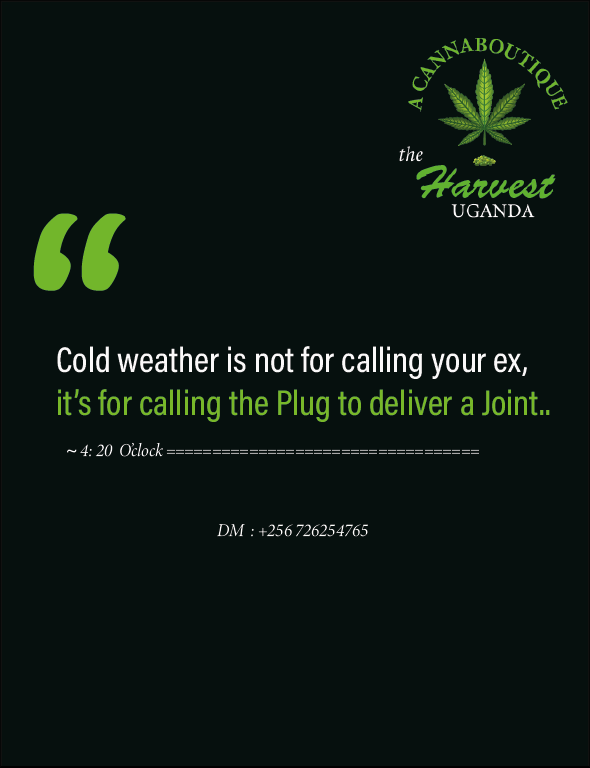 A CANNABOUTIQUE
the
Harvest
UGANDA
“
Cold weather is not for calling your ex,
it’s for calling the Plug to deliver a Joint..
~ 4: 20 O’clock ==================================
DM : +256 726254765